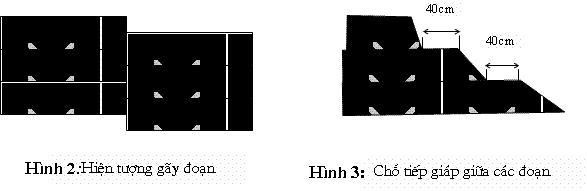 40cm
40cm
Hình 2:Hiện tượng gãy đoạn
Hình 3: Chỗ tiếp giáp giữa các đoạn